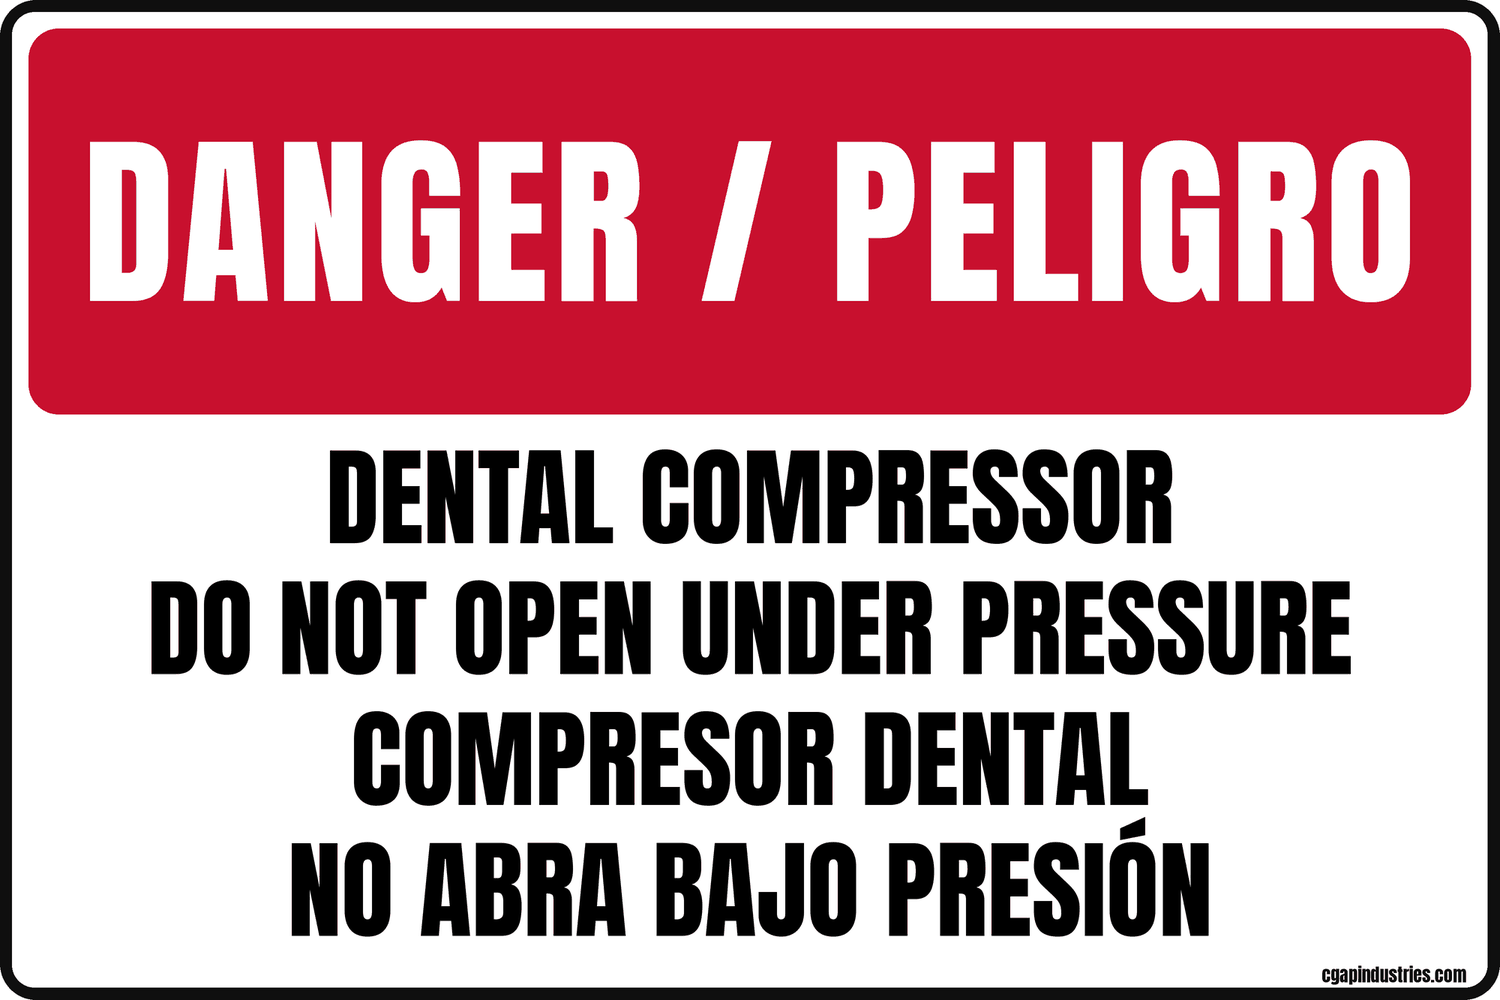 DANGER / PELIGRO
DENTAL COMPRESSOR
DO NOT OPEN UNDER PRESSURE
COMPRESOR DENTAL
NO ABRA BAJO PRESIÓN
cgapindustries.com